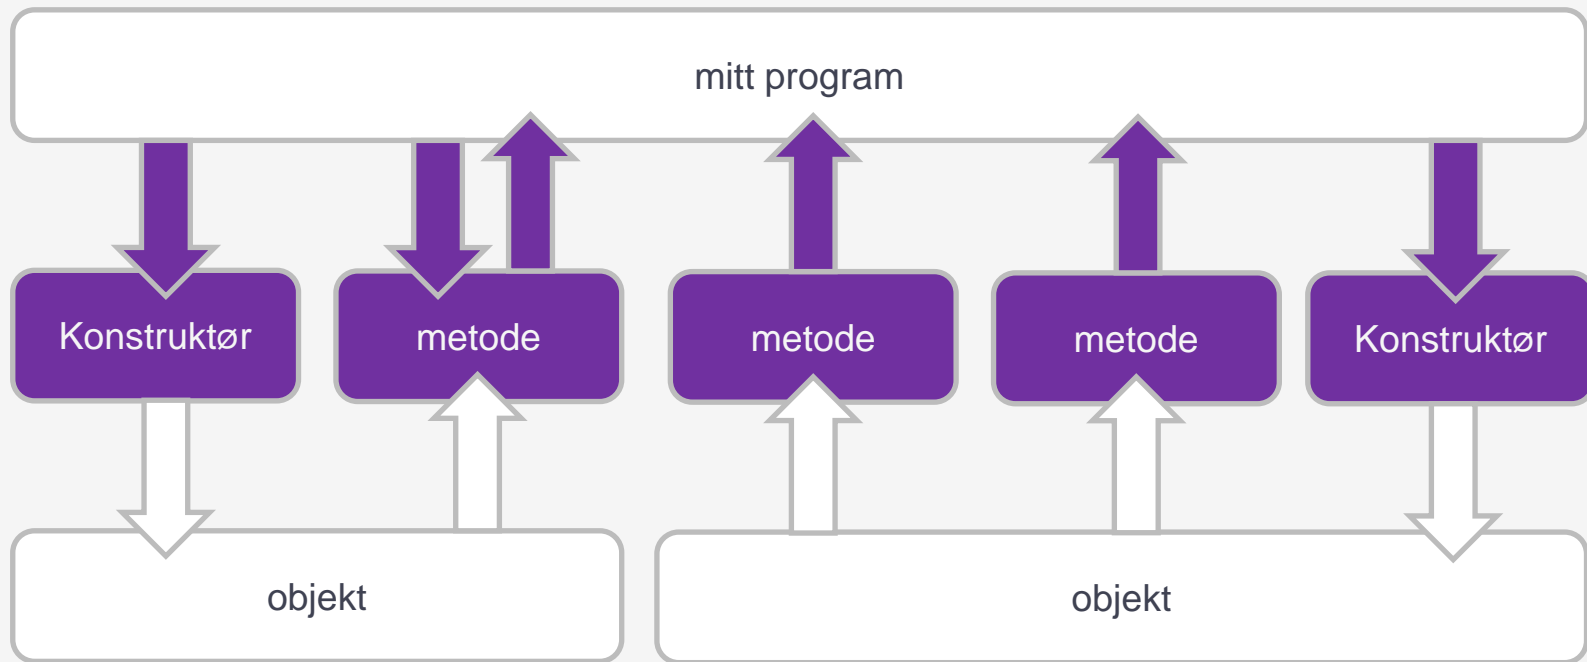 mitt program
Konstruktør
metode
metode
metode
Konstruktør
objekt
objekt